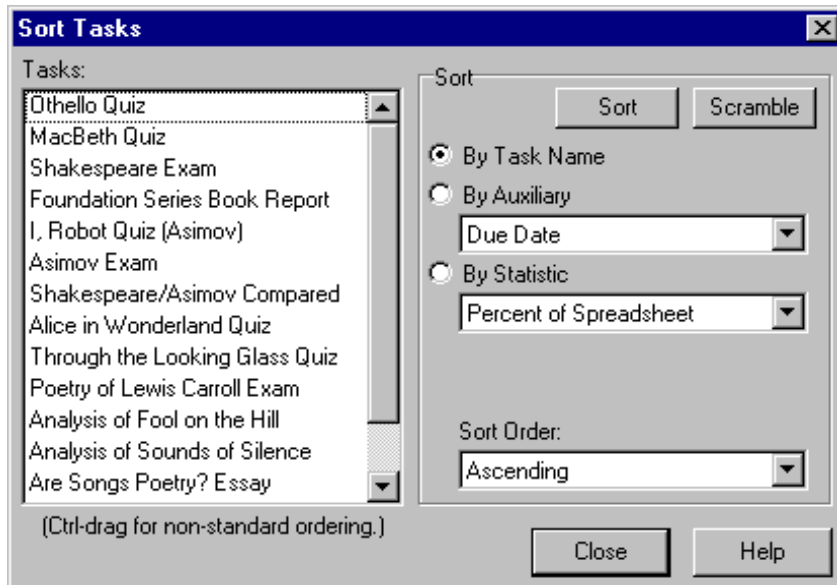 Sort Tasks
Tasks:
Othello Quiz
MacBeth Quiz
Shakespeare Exam
Foundation Series Book Report
I, Robot Quiz (Asimov)
Asimov Exam
Shakespeare/Asimov Compared
Alice in Wonderland Quiz
Through the Looking Glass Quiz
Poetry of Lewis Carroll Exam
Analysis of Fool on the Hill
Analysis of Sounds of Silence
Are Songs Poetry? Essay
(Ctrl-drag for non-standard ordering.)
Sort
Sort Scramble
By Task Name
By Auxiliary
Due Date
By Statistic
Percent of Spreadsheet
Sort Order:
Ascending
Close Help